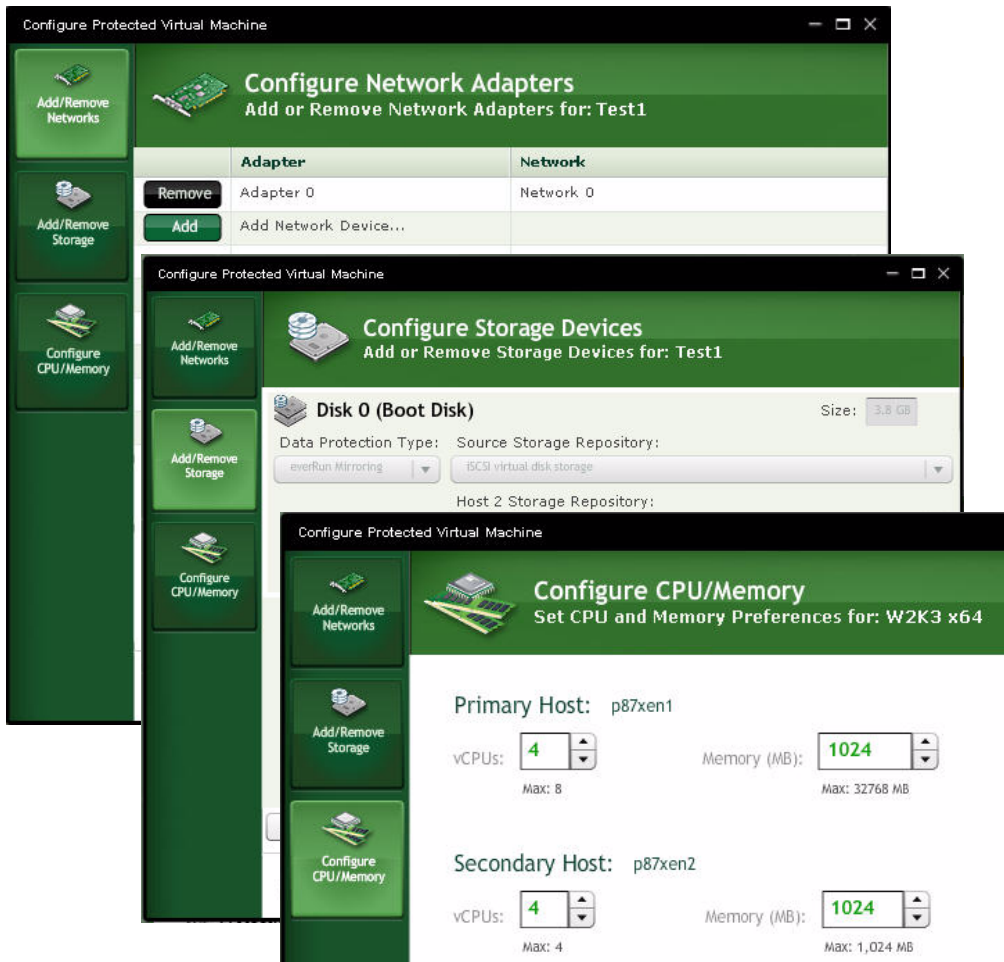 Configure Protected Virtual Machine
Add/Remove Networks
Add/Remove Storage
Configure CPU/Memory
Configure Network Adapters
Add or Remove Network Adapters for: Test1
Adapter Network
Remove Adapter 0 Network 0
Add Add Network Device...
Configure Protected Virtual Machine
Add/Remove Networks
Add/Remove Storage
Configure CPU/Memory
Configure Storage Devices
Add or Remove Storage Devices for: Test1
Disk 0 (Boot Disk) Size: 3.8 GB
Data Protection Type: Source Storage Repository:
everRun Mirroring iSCSI virtual disk storage
Host 2 Storage Repository:
Configure Protected Virtual Machine
Add/Remove Networks
Add/Remove Storage
Configure CPU/Memory
Configure CPU/Memory
Set CPU and Memory Preferences for: W2K3 x64
Primary Host: p87xen1
vCPUs: 4 Memory (MB): 1024
Max: 8 Max: 32768 MB
Secondary Host: p87xen2
vCPUs: 4 Memory (MB): 1024
Max: 4 Max: 1,024 MB